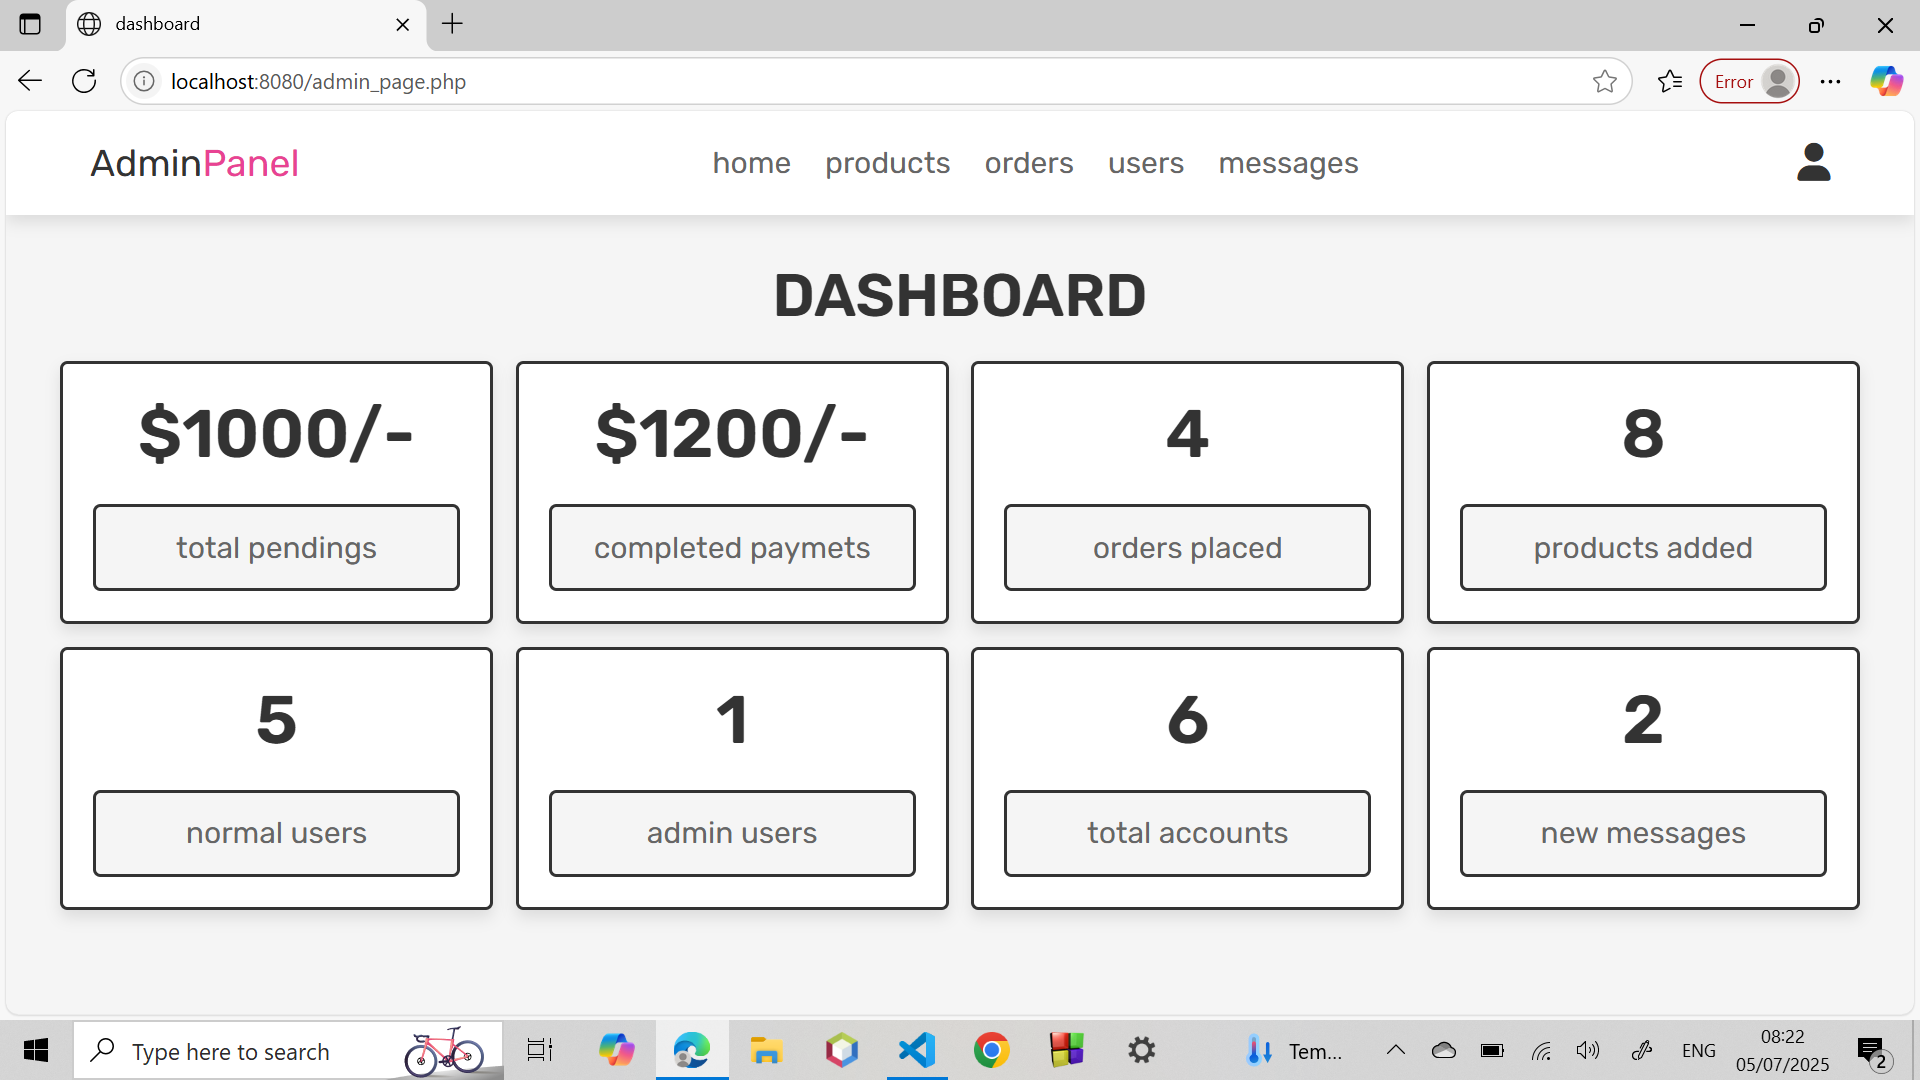 dashboard
localhost:8080/admin_page.php
Error
AdminPanel
home products orders users messages
DASHBOARD
$1000/-
total pendings
$1200/-
completed paymets
4
orders placed
8
products added
5
normal users
1
admin users
6
total accounts
2
new messages
Type here to search
Tem...
ENG
08:22
05/07/2025
2